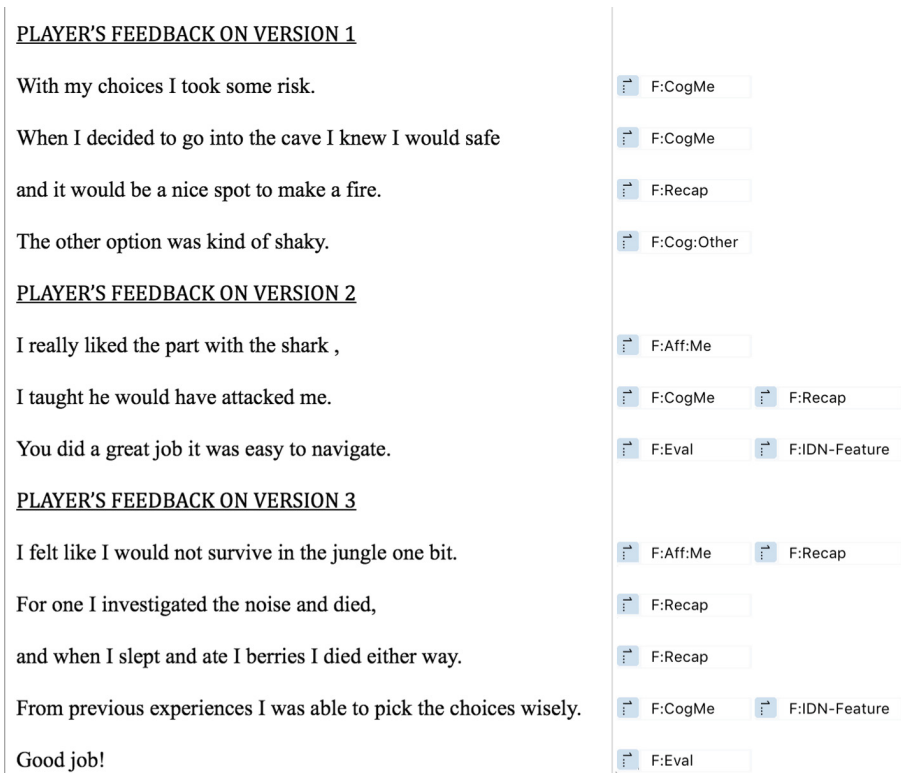 PLAYER'S FEEDBACK ON VERSION 1
With my choices I took some risk. F:CogMe
When I decided to go into the cave I knew I would safe F:CogMe
and it would be a nice spot to make a fire. F:Recap
The other option was kind of shaky. F:Cog:Other
PLAYER'S FEEDBACK ON VERSION 2
I really liked the part with the shark , F:Aff:Me
I taught he would have attacked me. F:CogMe F:Recap
You did a great job it was easy to navigate. F:Eval F:IDN-Feature
PLAYER'S FEEDBACK ON VERSION 3
I felt like I would not survive in the jungle one bit. F:Aff:Me F:Recap
For one I investigated the noise and died, F:Recap
and when I slept and ate I berries I died either way. F:Recap
From previous experiences I was able to pick the choices wisely. F:CogMe F:IDN-Feature
Good job! F:Eval